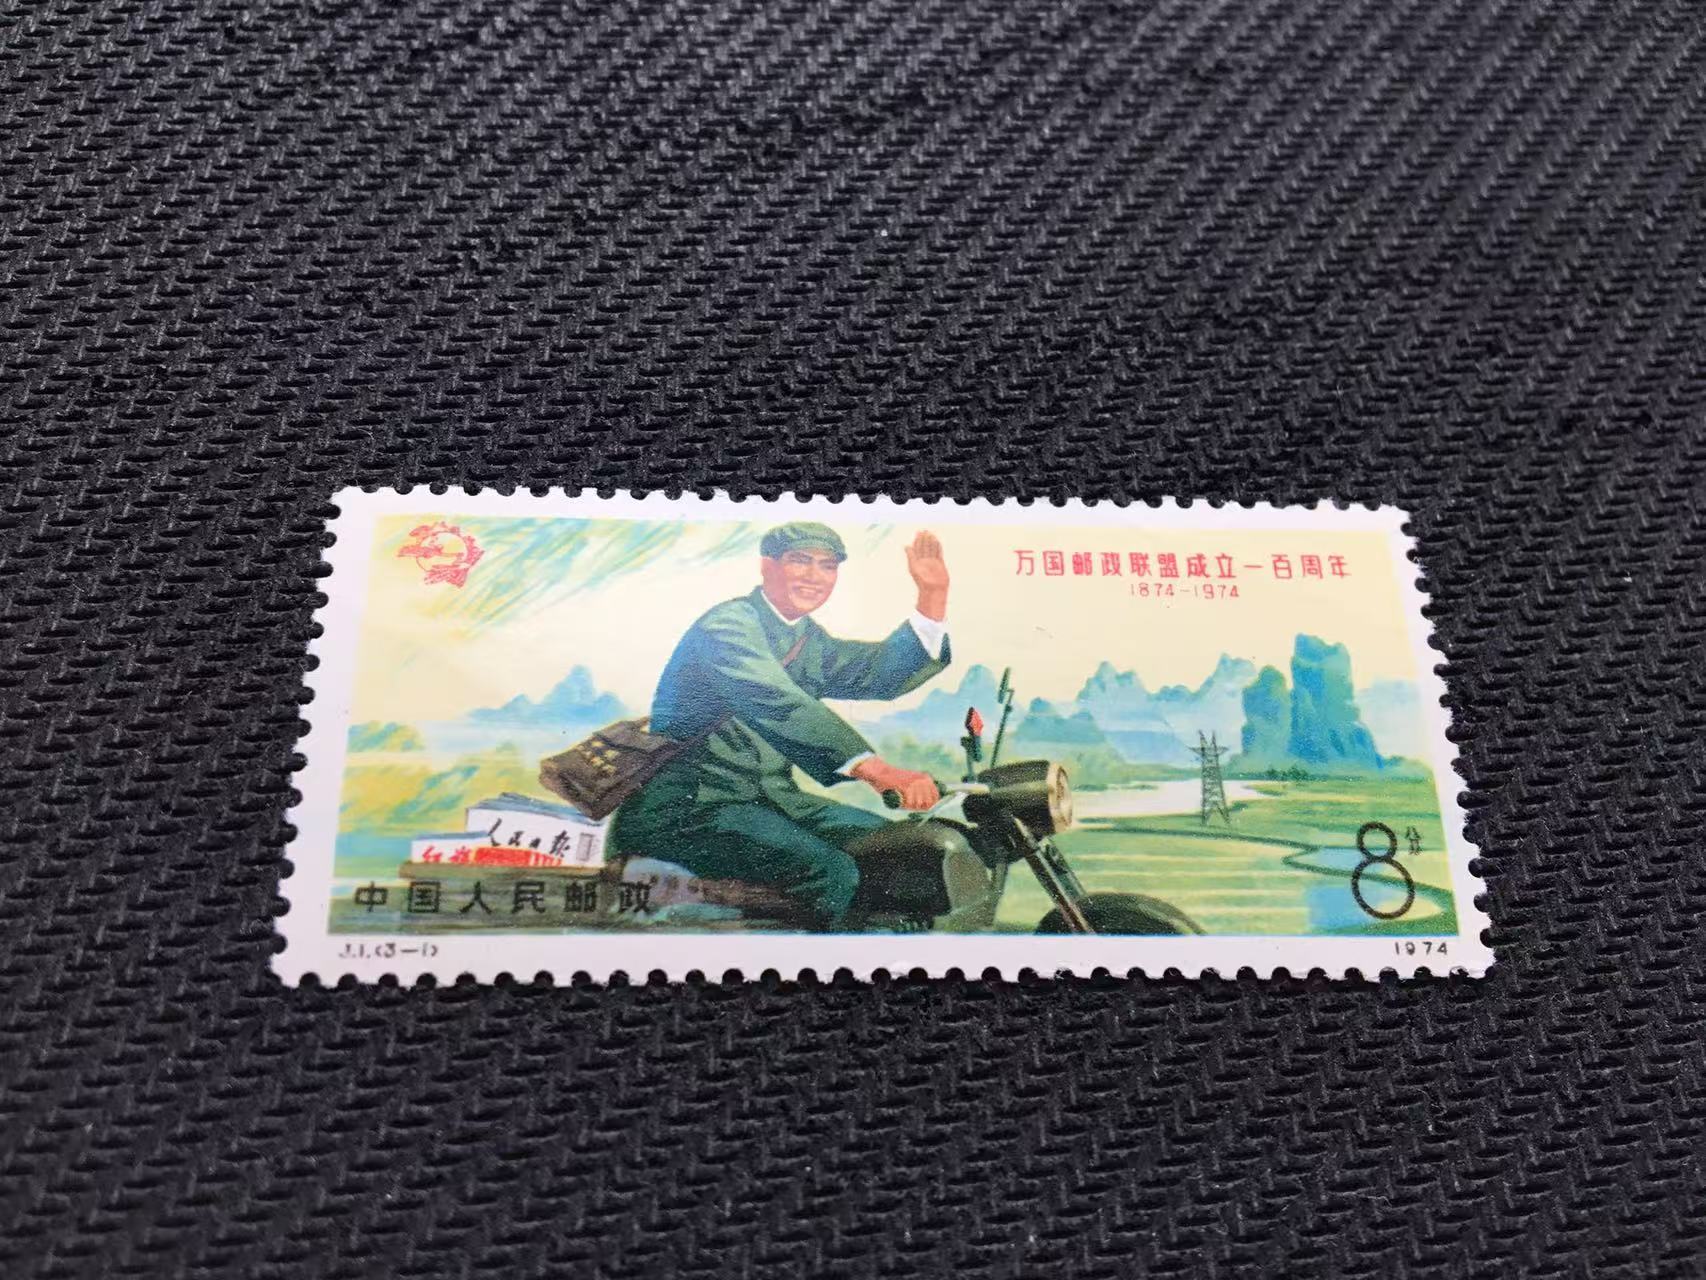 万国邮政联盟成立一百周年
1874-1974
人民日报
红旗
中国人民邮政
8分
J.1.(3-1)
1974